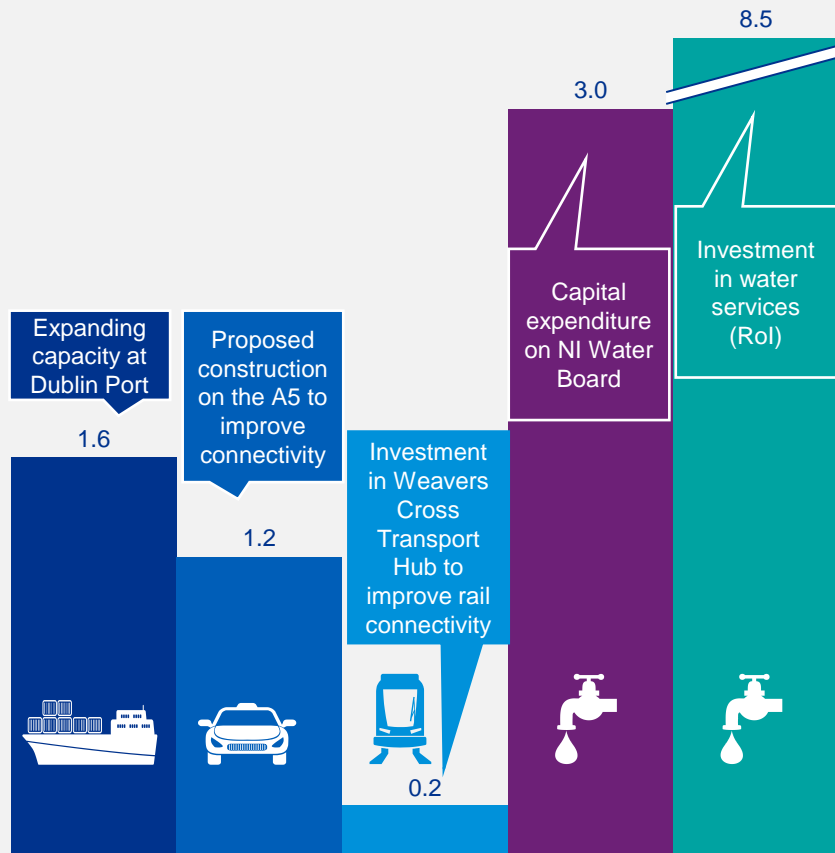 8.5
3.0
Investment
in water
services
(RoI)
Capital
expenditure
on NI Water
Board
Expanding
capacity at
Dublin Port
1.6
Proposed
construction
on the A5 to
improve
connectivity
1.2
Investment
in Weavers
Cross
Transport
Hub to
improve rail
connectivity
0.2